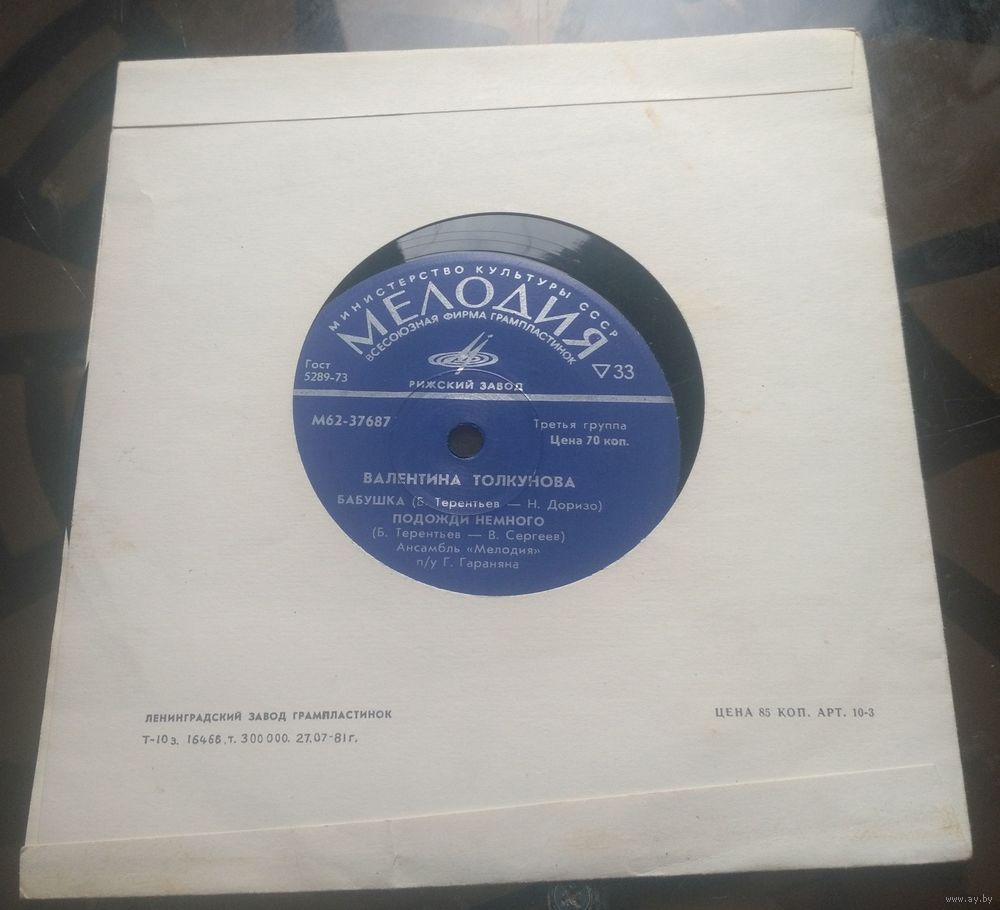 МИНИСТЕРСТВО КУЛЬТУРЫ СССР
МЕЛОДИЯ
ВСЕСОЮЗНАЯ ФИРМА ГРАМПЛАСТИНОК
Гост
5289-73
33
РИЖСКИЙ ЗАВОД
М62-37687
Третья группа
Цена 70 коп.
ВАЛЕНТИНА ТОЛКУНОВА
БАБУШКА (Б. Терентьев — Н. Доризо)
ПОДОЖДИ НЕМНОГО
(Б. Терентьев — В. Сергеев)
Ансамбль «Мелодия»
п/у Г. Гараняна
ЛЕНИНГРАДСКИЙ ЗАВОД ГРАМПЛАСТИНОК
ЦЕНА 85 КОП. АРТ. 10-3
Т-10 з. 16466, т. 300 000. 27.07-81 г.
www.ay.by